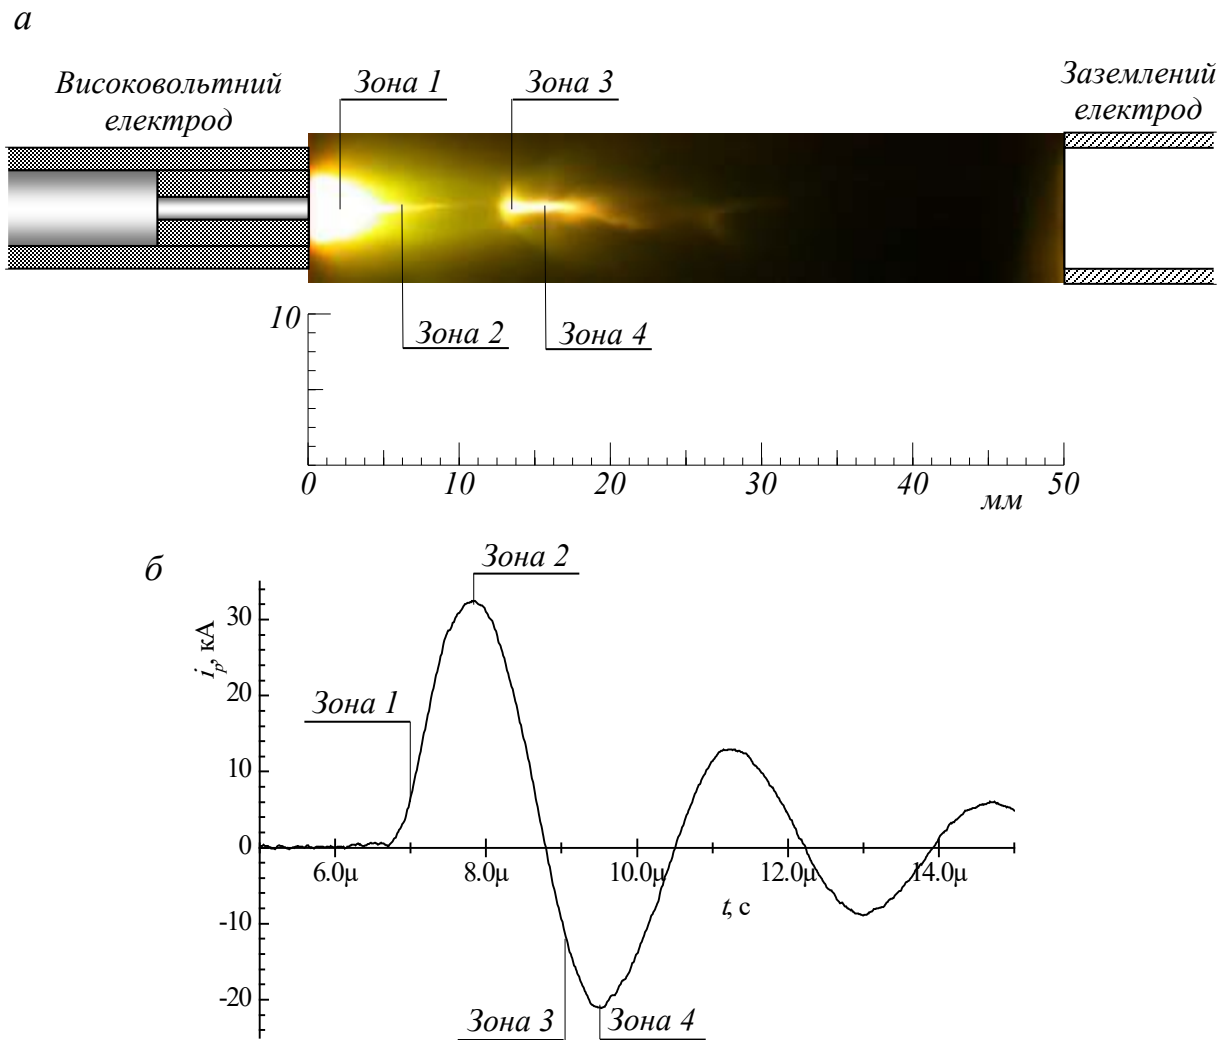 а
Високовольтний
електрод
Зона 1
Зона 3
Заземлений
електрод
Зона 2
Зона 4
10
0
10
20
30
40
50
мм
б
Зона 2
i_p, кА
30
20
10
0
-10
-20
Зона 1
6.0μ
8.0μ
10.0μ
12.0μ
14.0μ
t, с
Зона 3
Зона 4